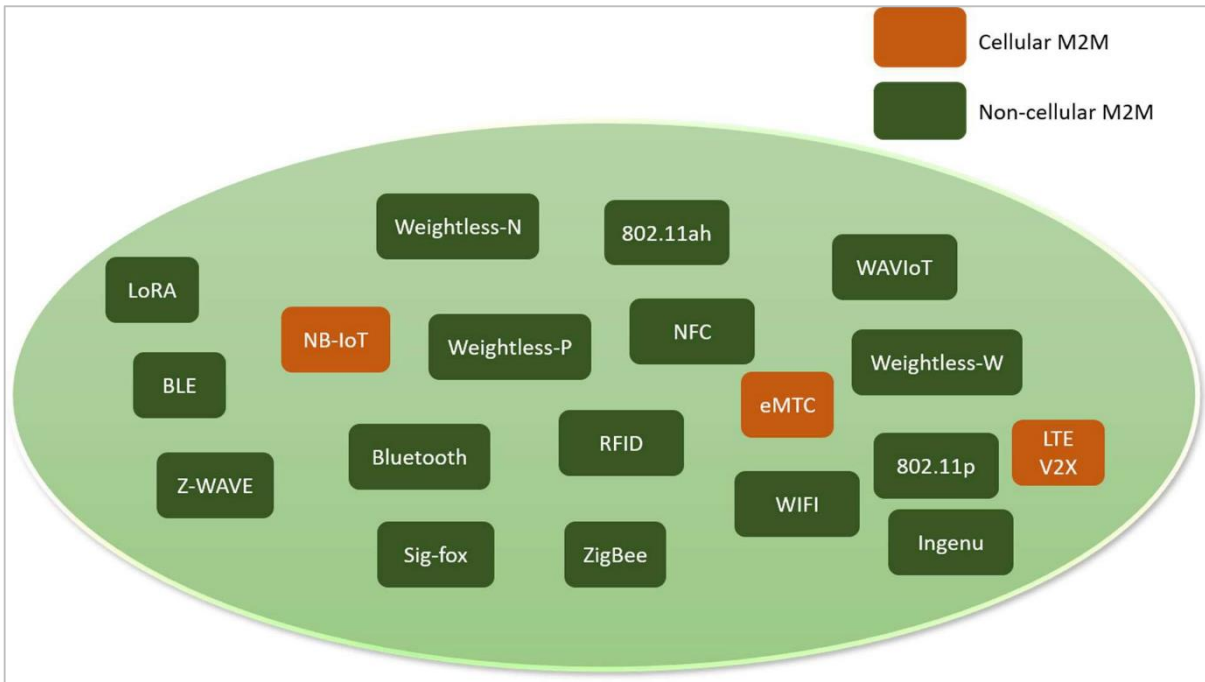 Cellular M2M
Non-cellular M2M
Weightless-N
802.11ah
WAVIoT
LoRA
NB-IoT
Weightless-P
NFC
Weightless-W
BLE
eMTC
LTE
V2X
Bluetooth
RFID
802.11p
Z-WAVE
WIFI
Sig-fox
ZigBee
Ingenu